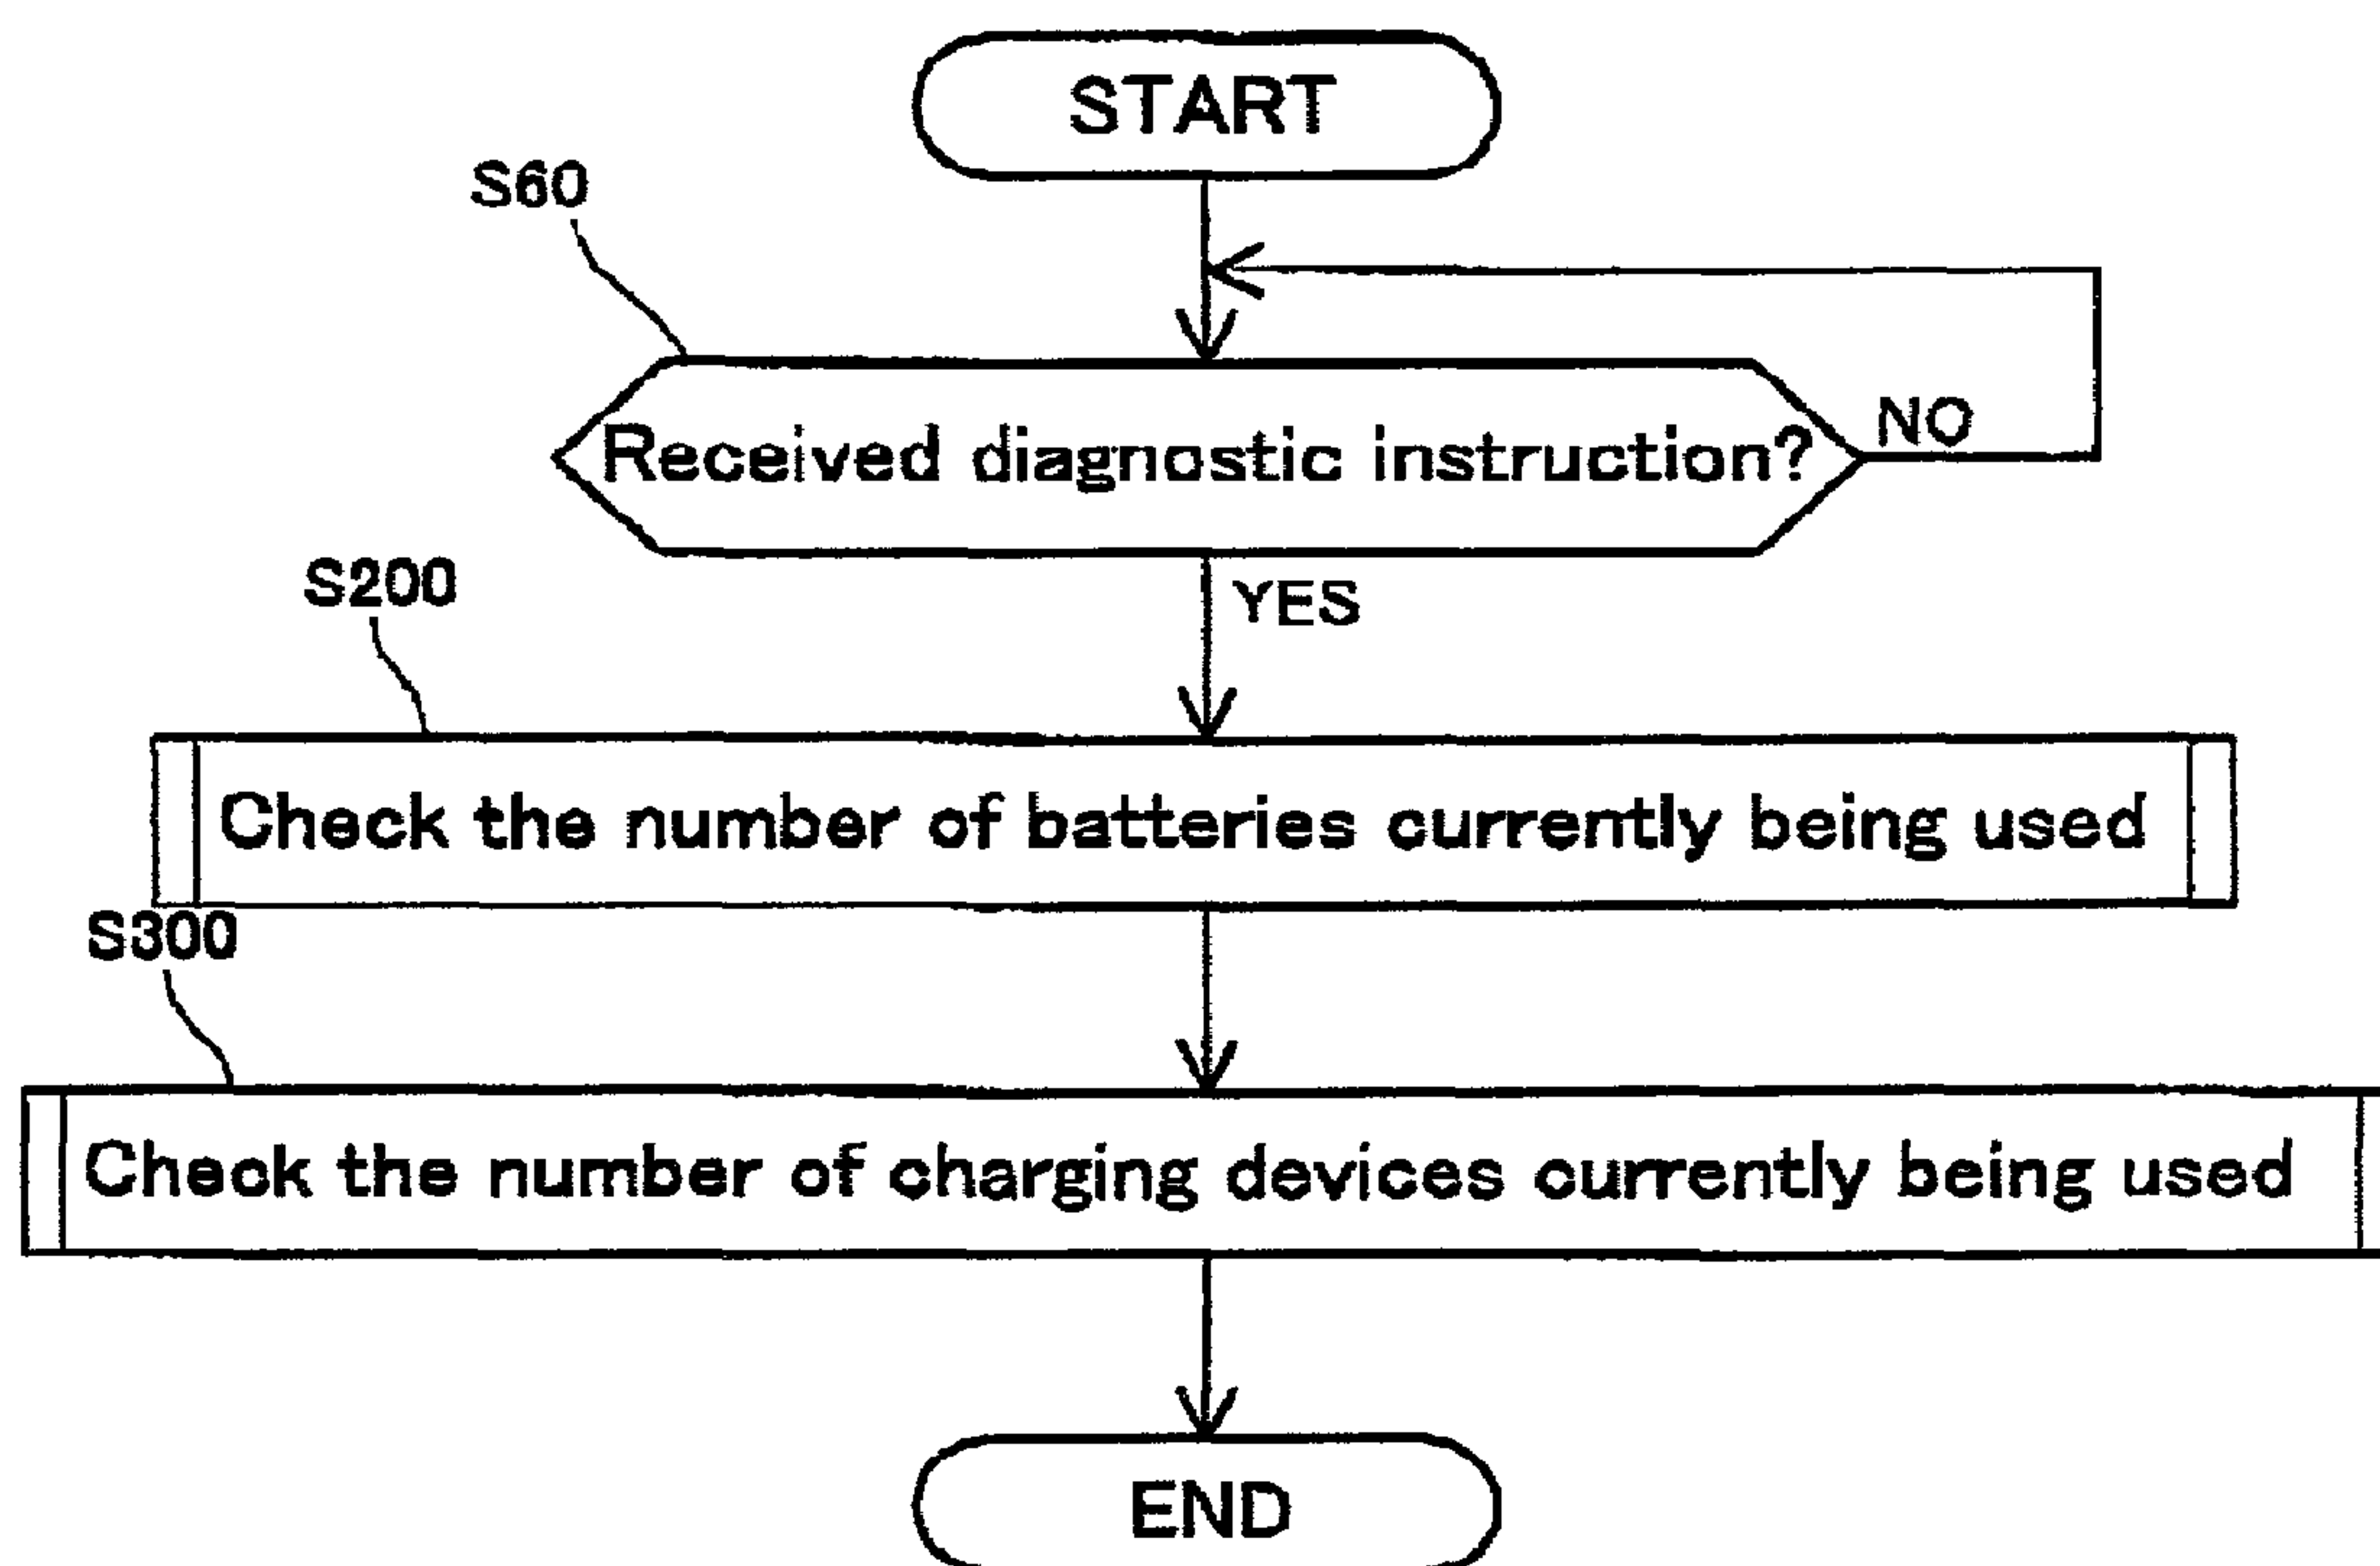 START
S60
Received diagnostic instruction?
NO
YES
S200
Check the number of batteries currently being used
S300
Check the number of charging devices currently being used
END